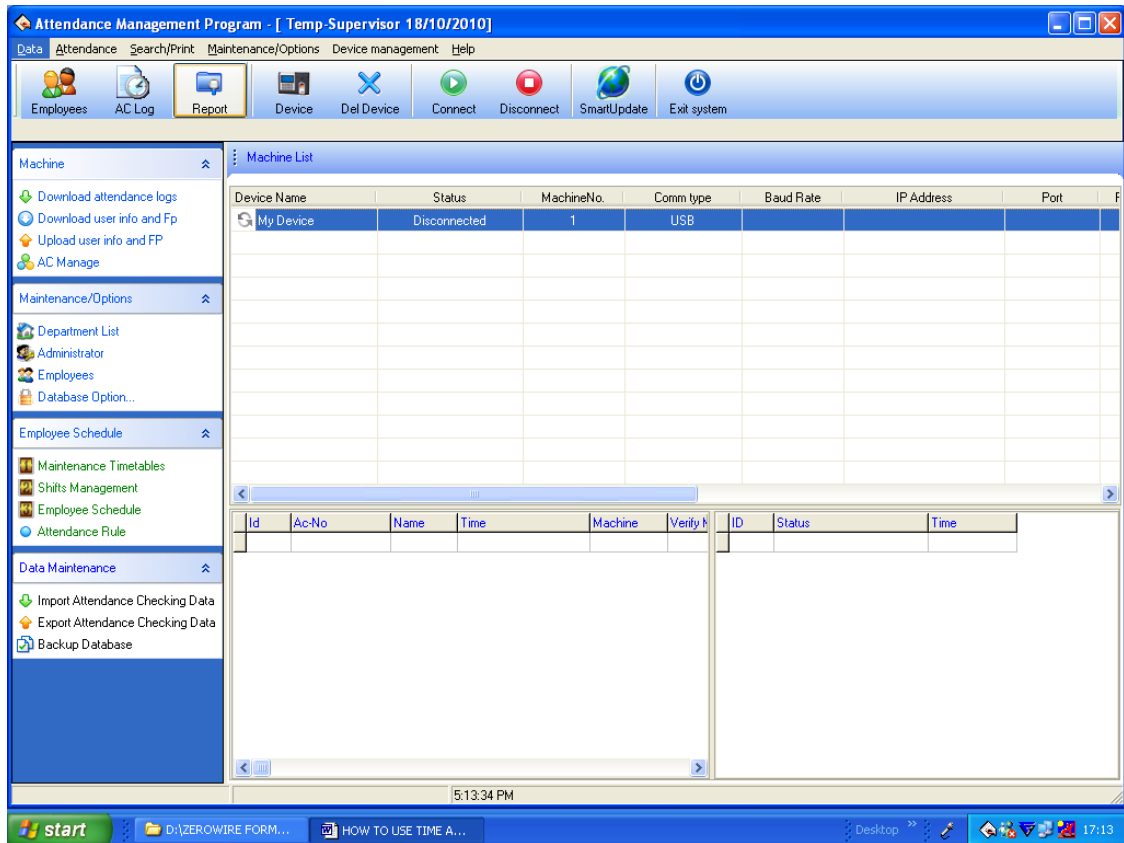 Attendance Management Program - [ Temp-Supervisor 18/10/2010]
Data Attendance Search/Print Maintenance/Options Device management Help
Employees AC Log Report Device Del Device Connect Disconnect SmartUpdate Exit system
Machine
Download attendance logs
Download user info and Fp
Upload user info and FP
AC Manage
Maintenance/Options
Department List
Administrator
Employees
Database Option...
Employee Schedule
Maintenance Timetables
Shifts Management
Employee Schedule
Attendance Rule
Data Maintenance
Import Attendance Checking Data
Export Attendance Checking Data
Backup Database
Machine List
Device Name Status MachineNo. Comm type Baud Rate IP Address Port
My Device Disconnected 1 USB
Id Ac-No Name Time Machine Verify
ID Status Time
5:13:34 PM
start D:\ZEROWIRE FORM... HOW TO USE TIME A... Desktop » 17:13